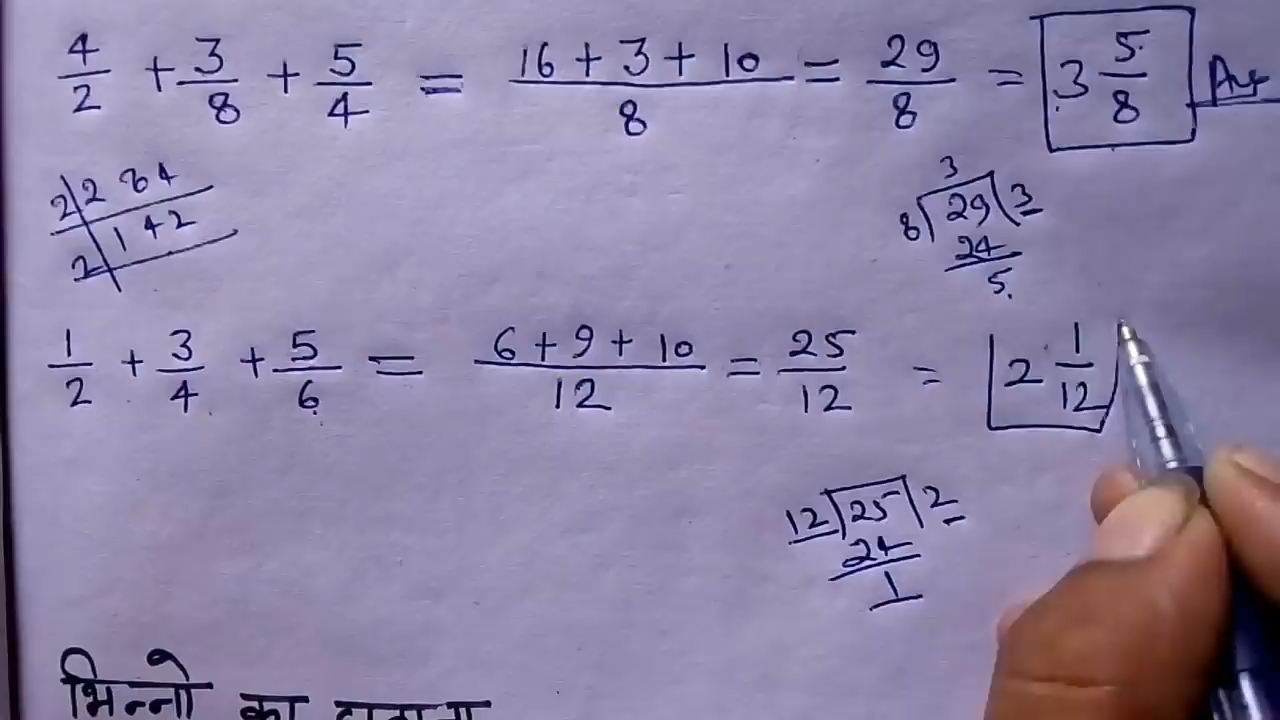 4/2 + 3/8 + 5/4 = (16 + 3 + 10)/8 = 29/8 = 3 5/8 Ans
2 | 2 8 4
2 | 1 4 2
3
8 ) 29 ( 3
24
5.
1/2 + 3/4 + 5/6 = (6 + 9 + 10)/12 = 25/12 = 2 1/12
12 ) 25 ( 2
24
1
भिन्नो का